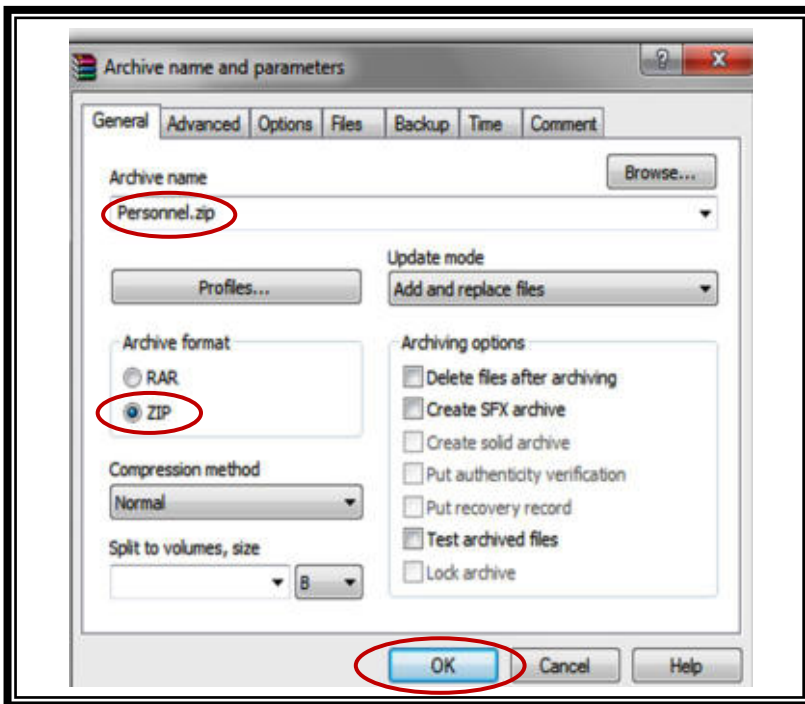 Archive name and parameters
General Advanced Options Files Backup Time Comment
Archive name
Browse...
Personnel.zip
Update mode
Profiles...
Add and replace files
Archive format
Archiving options
RAR
Delete files after archiving
ZIP
Create SFX archive
Create solid archive
Compression method
Put authenticity verification
Normal
Put recovery record
Split to volumes, size
Test archived files
B
Lock archive
OK Cancel Help